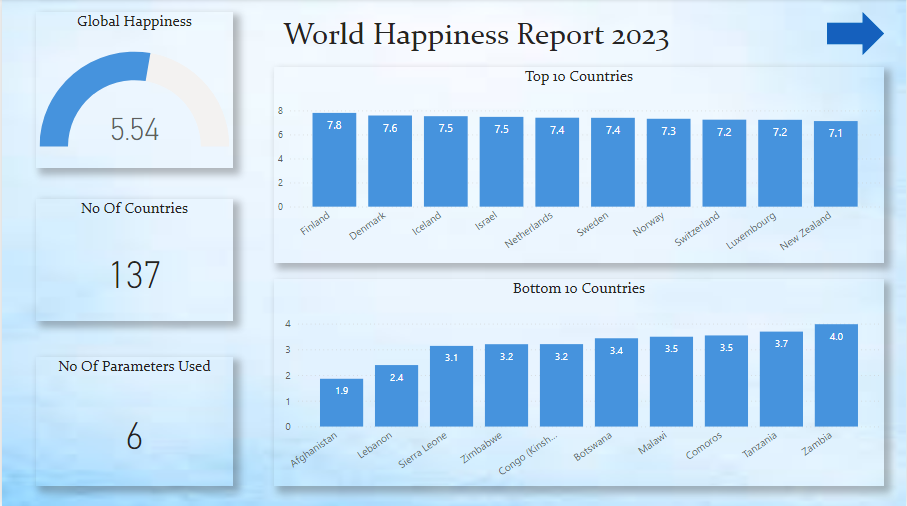 Global Happiness
5.54
World Happiness Report 2023
No Of Countries
137
No Of Parameters Used
6
Top 10 Countries
8
6
4
2
0
7.8 7.6 7.5 7.5 7.4 7.4 7.3 7.2 7.2 7.1
Finland Denmark Iceland Israel Netherlands Sweden Norway Switzerland Luxembourg New Zealand
Bottom 10 Countries
4
3
2
1
0
1.9 2.4 3.1 3.2 3.2 3.4 3.5 3.5 3.7 4.0
Afghanistan Lebanon Sierra Leone Zimbabwe Congo (Kinsh... Botswana Malawi Comoros Tanzania Zambia